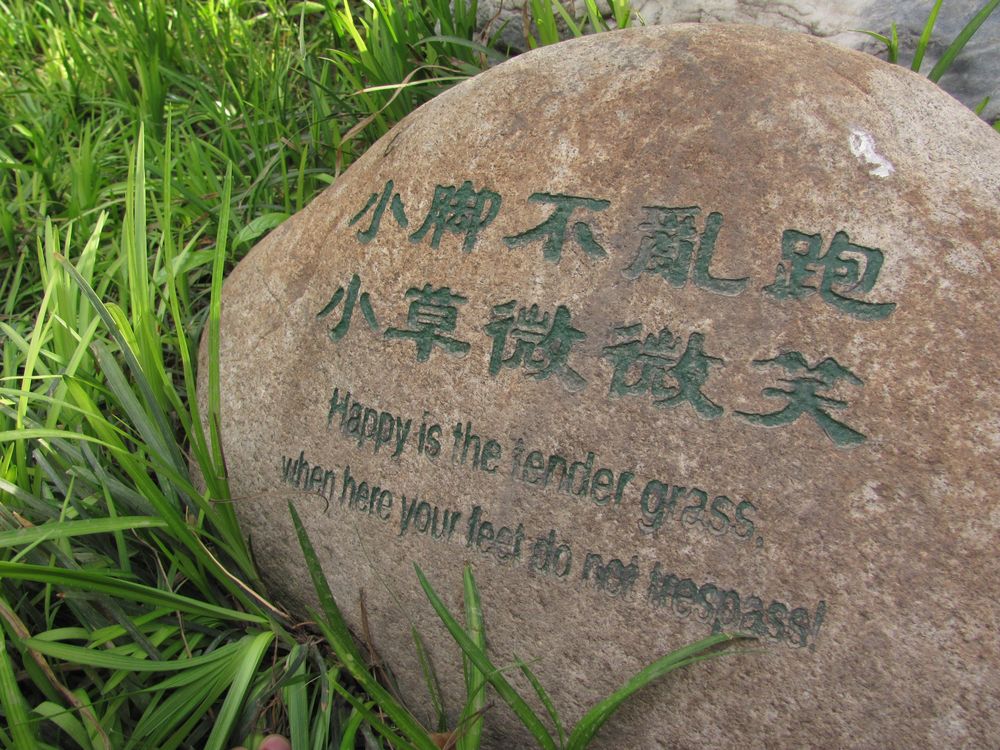 小脚不亂跑
小草微微笑
Happy is the tender grass,
when here your feet do not trespass!